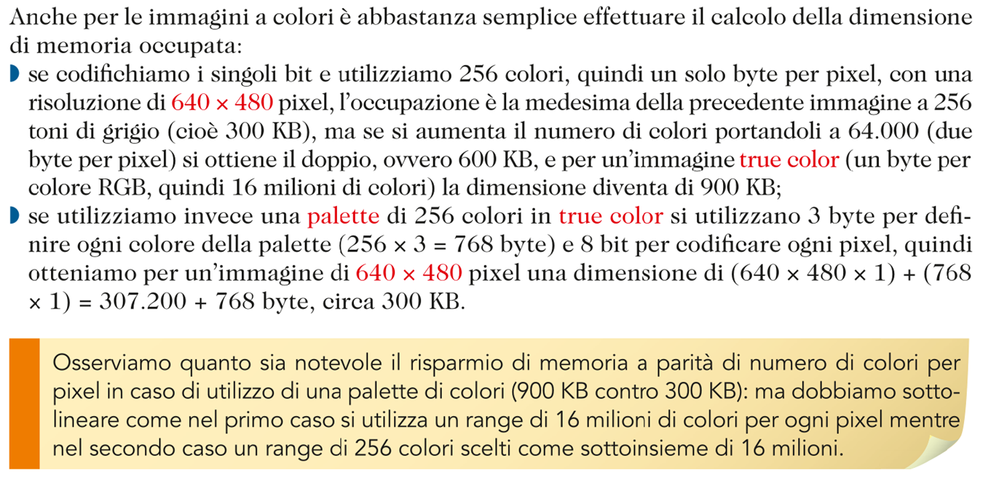 Anche per le immagini a colori è abbastanza semplice effettuare il calcolo della dimensione
di memoria occupata:
◗ se codifichiamo i singoli bit e utilizziamo 256 colori, quindi un solo byte per pixel, con una
risoluzione di 640 × 480 pixel, l’occupazione è la medesima della precedente immagine a 256
toni di grigio (cioè 300 KB), ma se si aumenta il numero di colori portandoli a 64.000 (due
byte per pixel) si ottiene il doppio, ovvero 600 KB, e per un’immagine true color (un byte per
colore RGB, quindi 16 milioni di colori) la dimensione diventa di 900 KB;
◗ se utilizziamo invece una palette di 256 colori in true color si utilizzano 3 byte per defi-
nire ogni colore della palette (256 × 3 = 768 byte) e 8 bit per codificare ogni pixel, quindi
otteniamo per un’immagine di 640 × 480 pixel una dimensione di (640 × 480 × 1) + (768
× 1) = 307.200 + 768 byte, circa 300 KB.
Osserviamo quanto sia notevole il risparmio di memoria a parità di numero di colori per
pixel in caso di utilizzo di una palette di colori (900 KB contro 300 KB): ma dobbiamo sotto-
lineare come nel primo caso si utilizza un range di 16 milioni di colori per ogni pixel mentre
nel secondo caso un range di 256 colori scelti come sottoinsieme di 16 milioni.